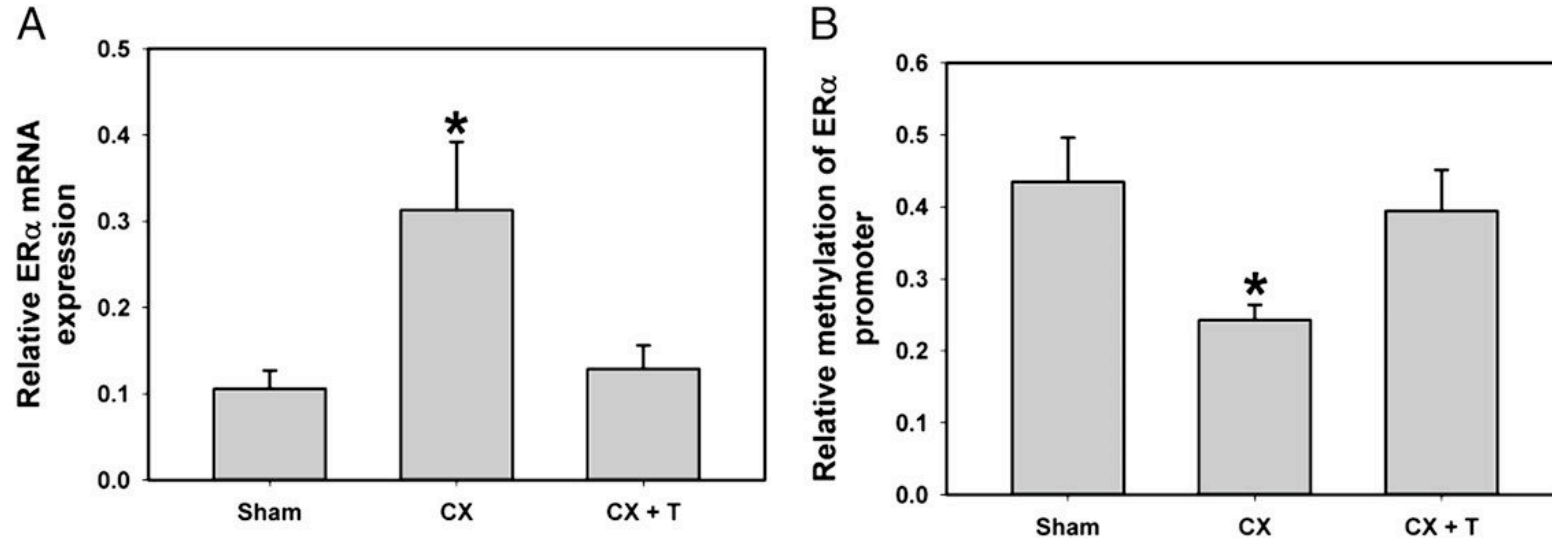 A
Relative ERα mRNA
expression
0.5
0.4
0.3
0.2
0.1
0.0
*
Sham
CX
CX + T
B
Relative methylation of ERα
promoter
0.6
0.5
0.4
0.3
0.2
0.1
0.0
*
Sham
CX
CX + T